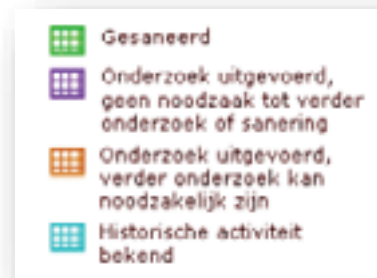 Gesaneerd
Onderzoek uitgevoerd,
geen noodzaak tot verder
onderzoek of sanering
Onderzoek uitgevoerd,
verder onderzoek kan
noodzakelijk zijn
Historische activiteit
bekend